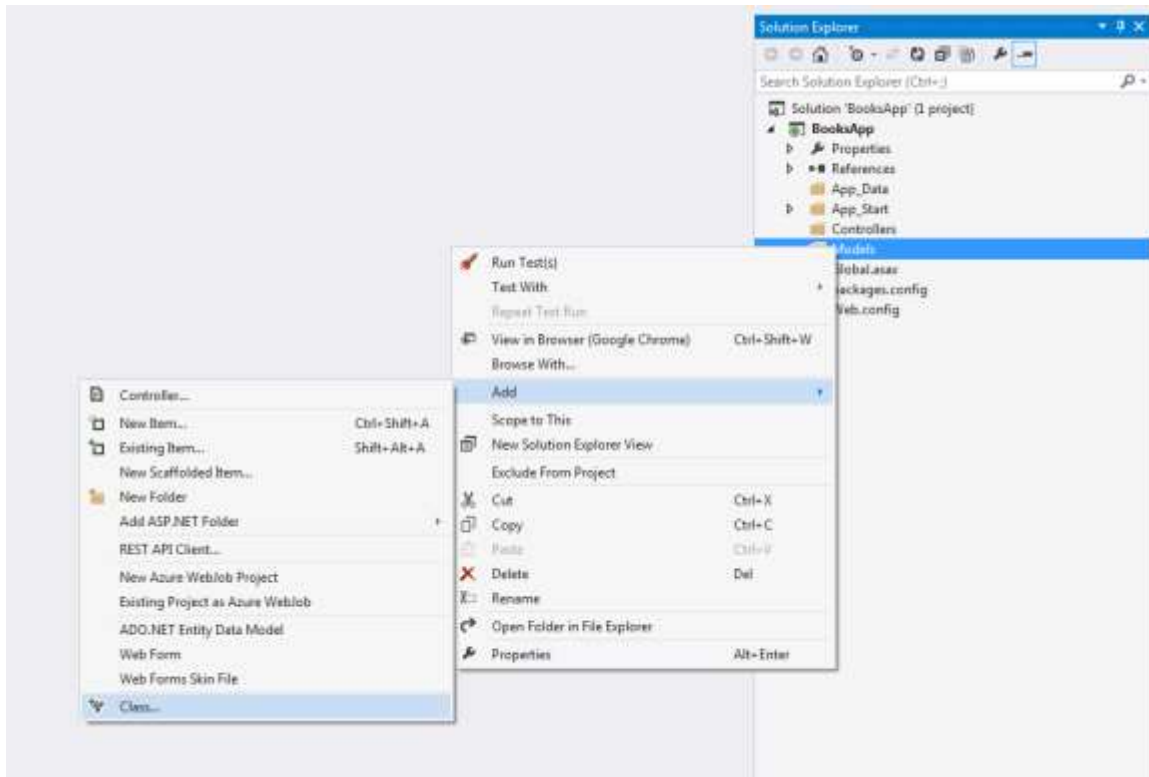 Solution Explorer
Search Solution Explorer (Ctrl+;)
Solution 'BooksApp' (1 project)
BooksApp
Properties
References
App_Data
App_Start
Controllers
Models
Global.asax
packages.config
Web.config
Run Test(s)
Test With
Repeat Test Run
View in Browser (Google Chrome) Ctrl+Shift+W
Browse With...
Add
Scope to This
New Solution Explorer View
Exclude From Project
Cut Ctrl+X
Copy Ctrl+C
Paste Ctrl+V
Delete Del
Rename
Open Folder in File Explorer
Properties Alt+Enter
Controller...
New Item... Ctrl+Shift+A
Existing Item... Shift+Alt+A
New Scaffolded Item...
New Folder
Add ASP.NET Folder
REST API Client...
New Azure WebJob Project
Existing Project as Azure WebJob
ADO.NET Entity Data Model
Web Form
Web Forms Skin File
Class...